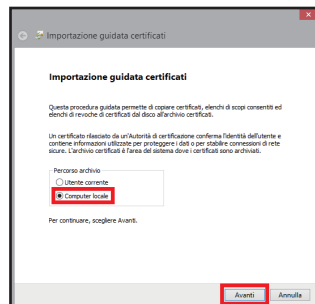 Importazione guidata certificati
Importazione guidata certificati
Questa procedura guidata permette di copiare certificati, elenchi di scopi consentiti ed
elenchi di revoche di certificati dal disco all'archivio certificati.
Un certificato rilasciato da un'Autorità di certificazione conferma l'identità dell'utente e
contiene informazioni utilizzate per proteggere i dati o per stabilire connessioni di rete
sicure. L'archivio certificati è l'area del sistema dove i certificati sono archiviati.
Percorso archivio
Utente corrente
Computer locale
Per continuare, scegliere Avanti.
Avanti Annulla